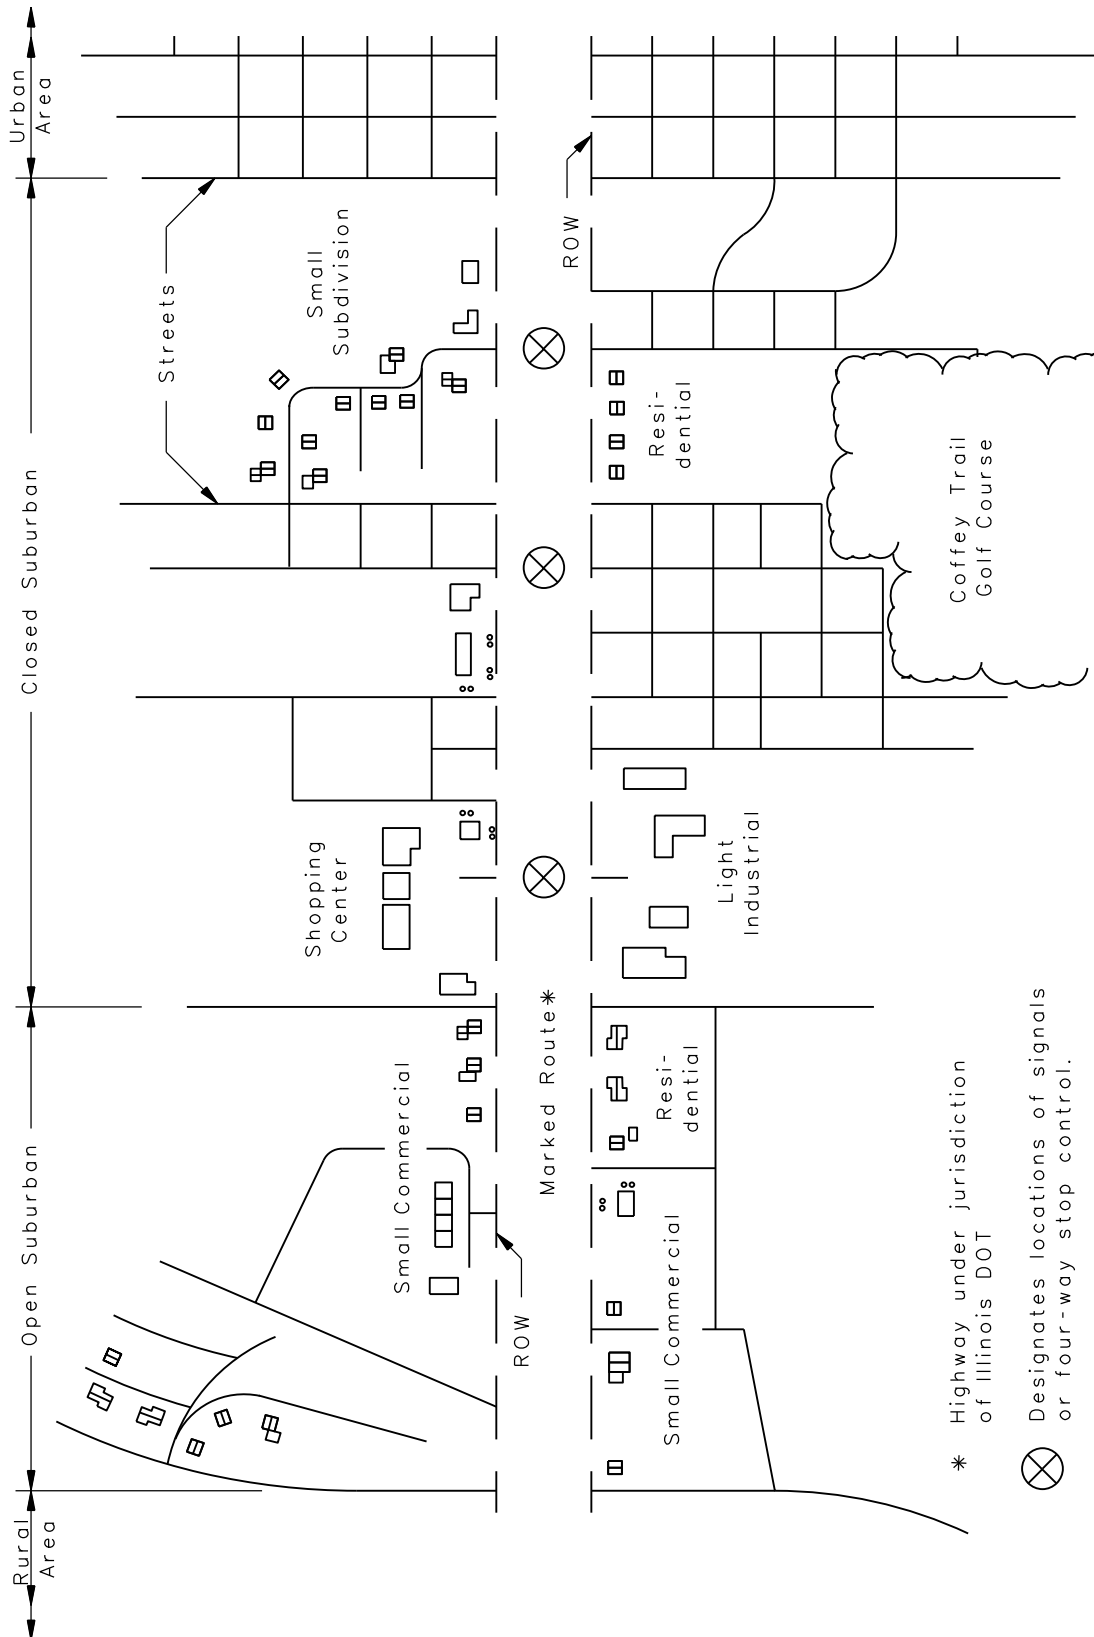 Rural
Area
Open Suburban
Closed Suburban
Urban
Area
Streets
Small
Subdivision
Shopping
Center
Small Commercial
ROW
Marked Route*
ROW
Small Commercial
Resi-
dential
Light
Industrial
Resi-
dential
Coffey Trail
Golf Course
* Highway under jurisdiction
of Illinois DOT
Designates locations of signals
or four-way stop control.